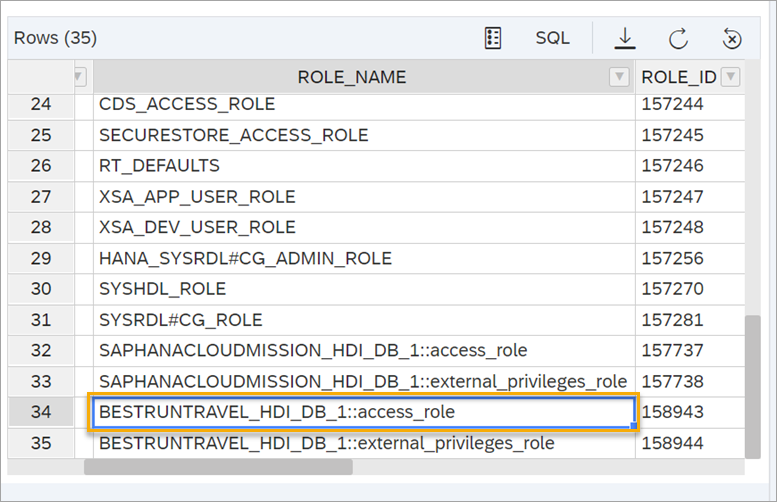 Rows (35) SQL
ROLE_NAME ROLE_ID
24 CDS_ACCESS_ROLE 157244
25 SECURESTORE_ACCESS_ROLE 157245
26 RT_DEFAULTS 157246
27 XSA_APP_USER_ROLE 157247
28 XSA_DEV_USER_ROLE 157248
29 HANA_SYSRDL#CG_ADMIN_ROLE 157256
30 SYSHDL_ROLE 157270
31 SYSRDL#CG_ROLE 157281
32 SAPHANACLOUDMISSION_HDI_DB_1::access_role 157737
33 SAPHANACLOUDMISSION_HDI_DB_1::external_privileges_role 157738
34 BESTRUNTRAVEL_HDI_DB_1::access_role 158943
35 BESTRUNTRAVEL_HDI_DB_1::external_privileges_role 158944